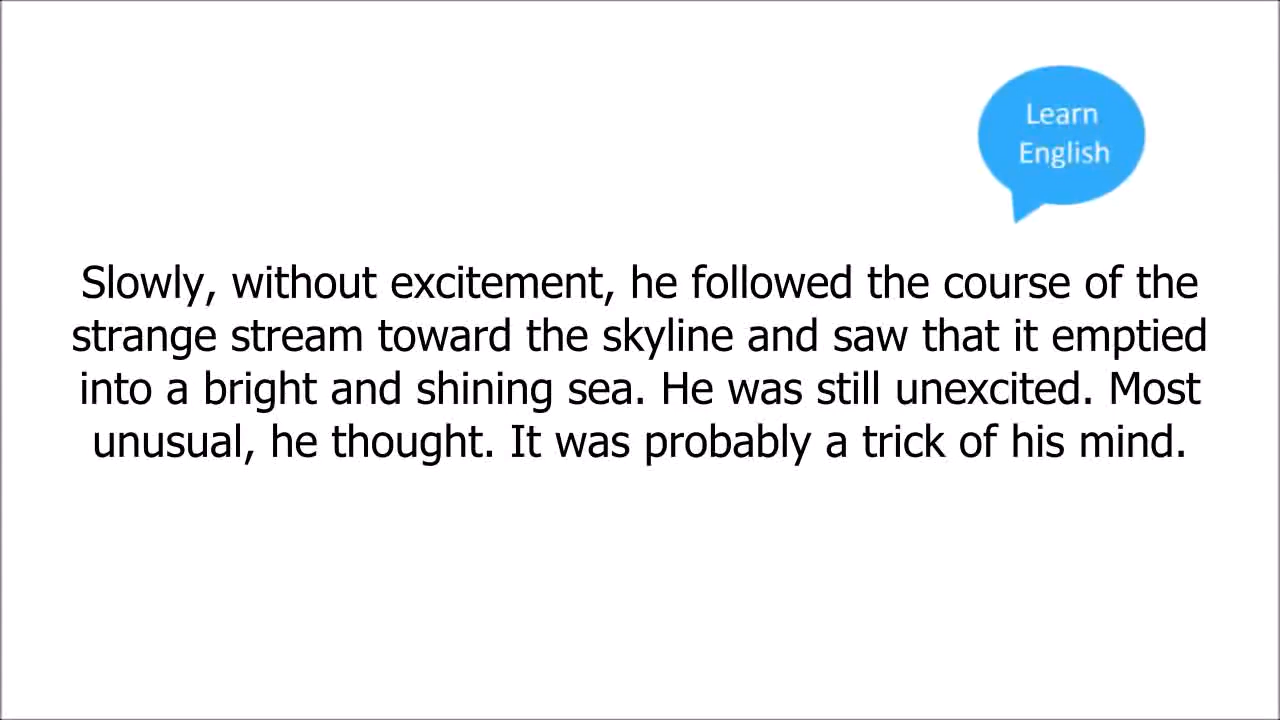 Learn
English
Slowly, without excitement, he followed the course of the
strange stream toward the skyline and saw that it emptied
into a bright and shining sea. He was still unexcited. Most
unusual, he thought. It was probably a trick of his mind.